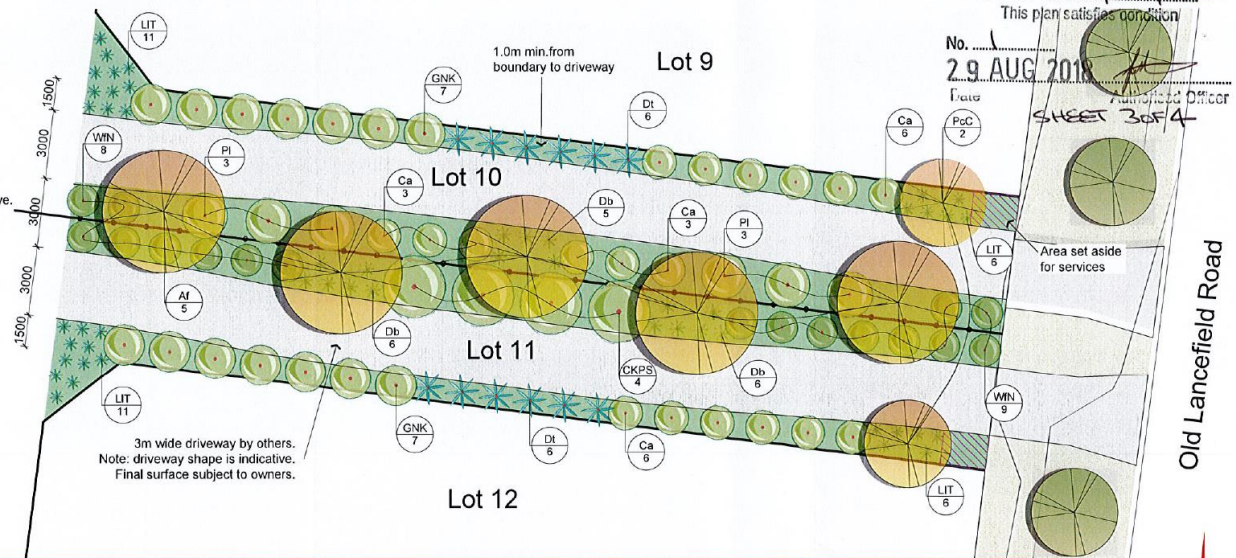 This plan satisfies condition
No. 1
29 AUG 2018
Date
Authorised Officer
SHEET 3 OF 4
LIT
11
1.0m min.from
boundary to driveway
Lot 9
GNK
7
Dt
6
Ca
6
PcC
2
1500
3000
3000
3000
1500
WfN
8
Pl
3
Ca
3
Lot 10
Db
5
Ca
3
Pl
3
LIT
6
Area set aside
for services
ve.
Af
5
Db
6
Lot 11
CKPS
4
Db
6
WfN
9
LIT
11
GNK
7
Dt
6
Ca
6
LIT
6
3m wide driveway by others.
Note: driveway shape is indicative.
Final surface subject to owners.
Lot 12
Old Lancefield Road